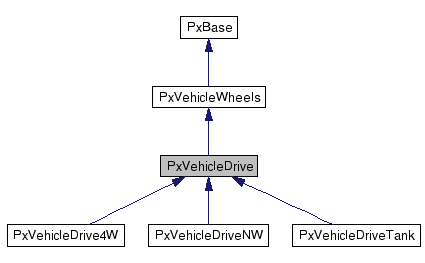 PxBase
PxVehicleWheels
PxVehicleDrive
PxVehicleDrive4W
PxVehicleDriveNW
PxVehicleDriveTank